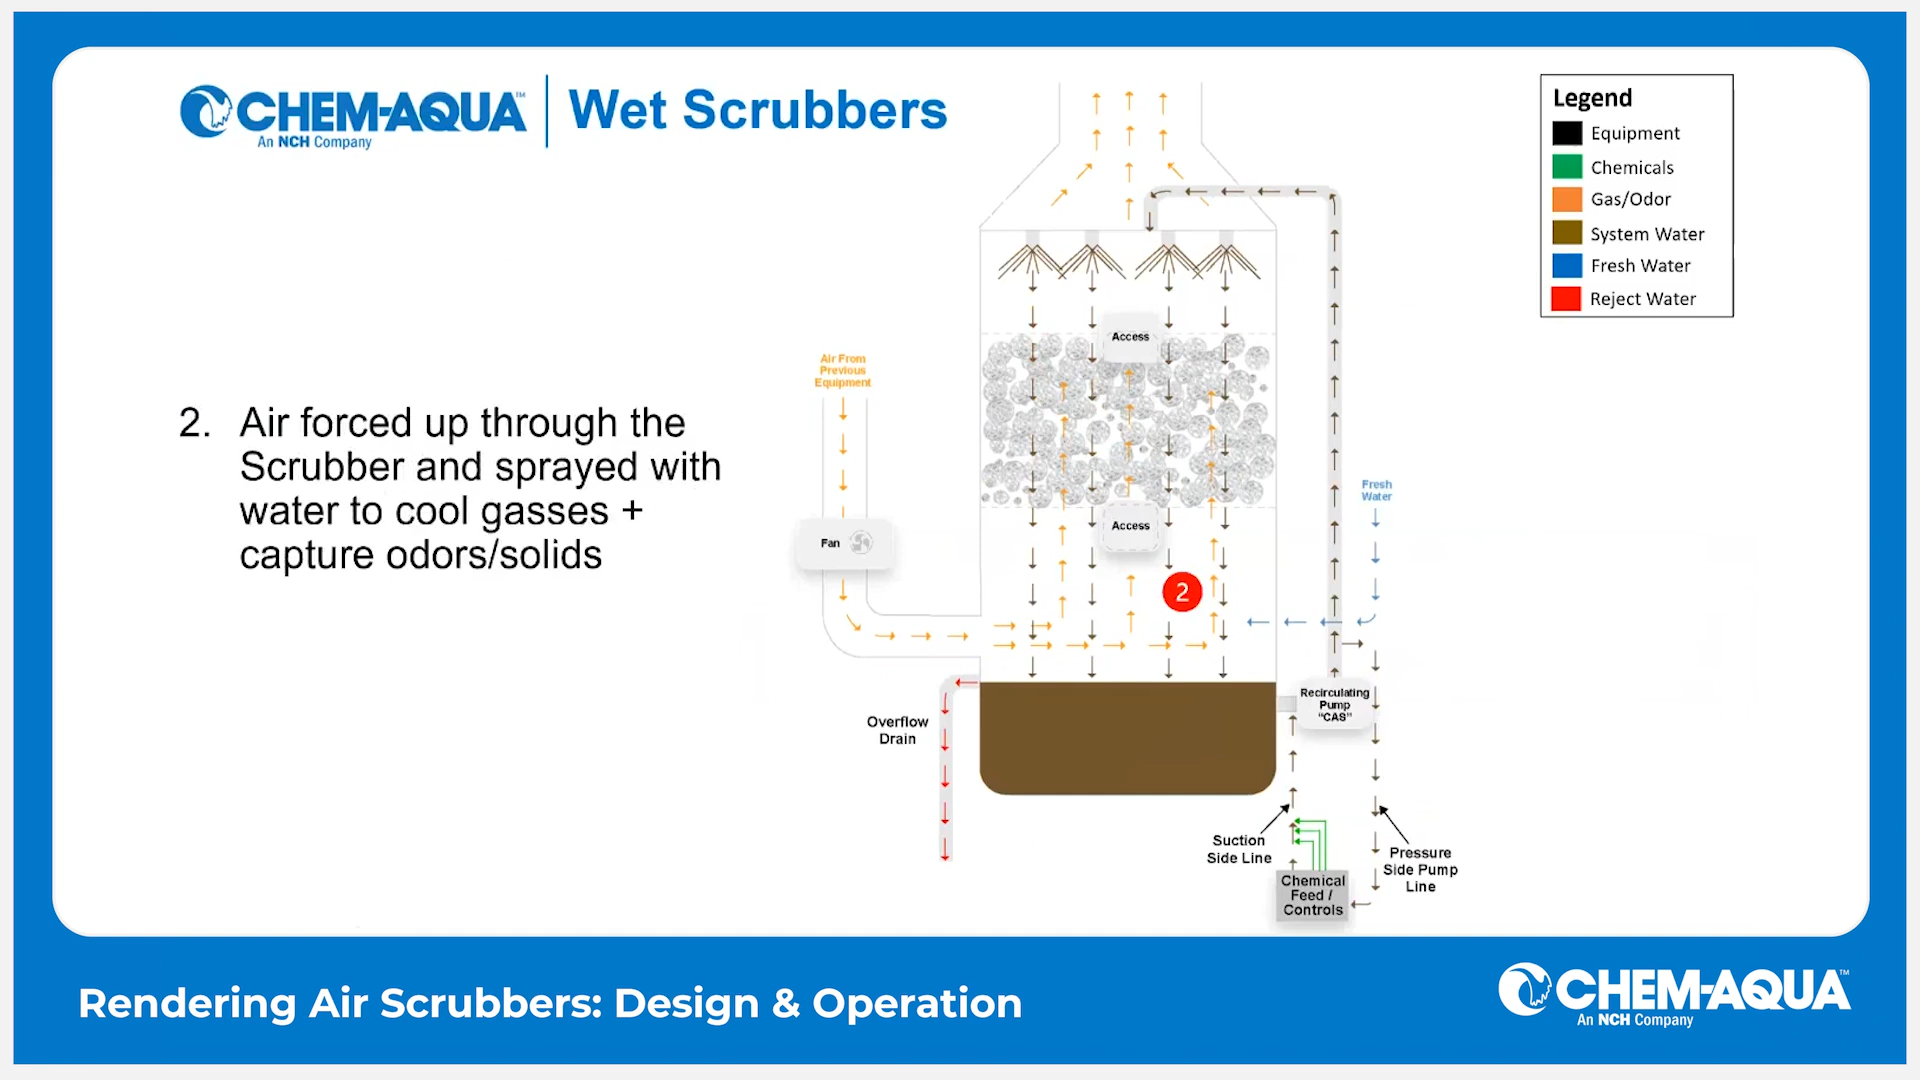 CHEM-AQUA™
An NCH Company
Wet Scrubbers
Legend
Equipment
Chemicals
Gas/Odor
System Water
Fresh Water
Reject Water
2. Air forced up through the
Scrubber and sprayed with
water to cool gasses +
capture odors/solids
Air From
Previous
Equipment
Fan
Access
Access
2
Fresh
Water
Recirculating
Pump
"CAS"
Overflow
Drain
Suction
Side Line
Pressure
Side Pump
Line
Chemical
Feed /
Controls
Rendering Air Scrubbers: Design & Operation
CHEM-AQUA™
An NCH Company